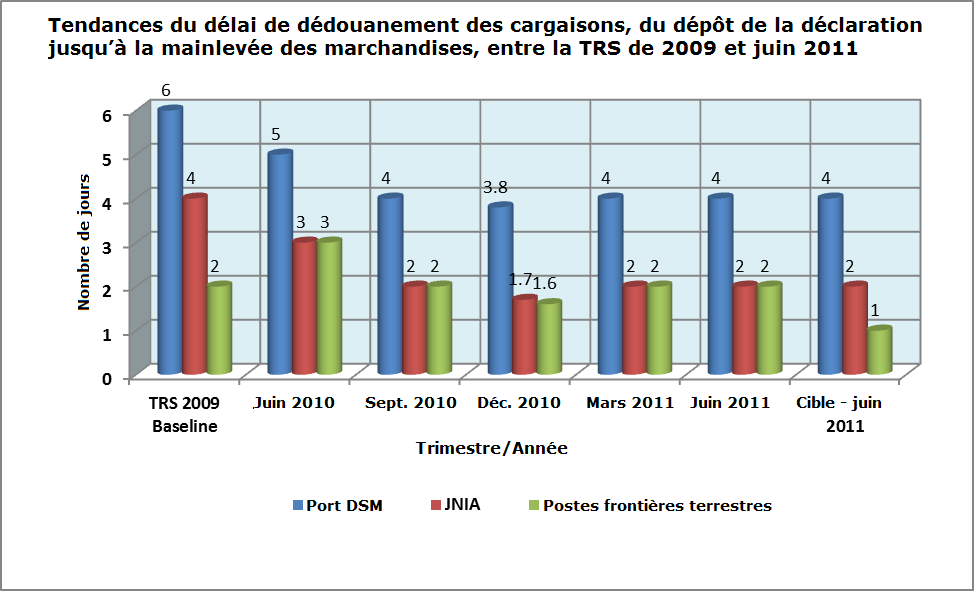 Tendances du délai de dédouanement des cargaisons, du dépôt de la déclaration
jusqu'à la mainlevée des marchandises, entre la TRS de 2009 et juin 2011
Nombre de jours
6
5
4
3
2
1
0
6
4
2
5
3
3
4
2
2
3.8
1.7
1.6
4
2
2
4
2
2
4
2
1
TRS 2009
Baseline
Juin 2010
Sept. 2010
Déc. 2010
Mars 2011
Juin 2011
Cible - juin
2011
Trimestre/Année
Port DSM
JNIA
Postes frontières terrestres